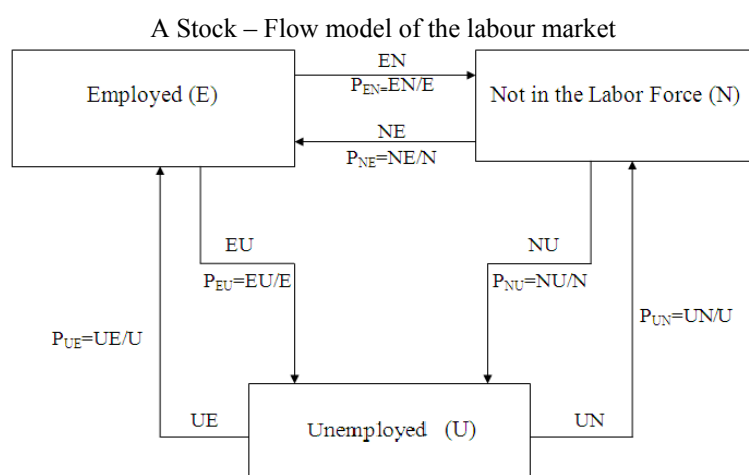 A Stock – Flow model of the labour market
EN
Employed (E)
P_EN=EN/E
Not in the Labor Force (N)
NE
P_NE=NE/N
EU
NU
P_EU=EU/E
P_NU=NU/N
P_UE=UE/U
P_UN=UN/U
UE
Unemployed (U)
UN